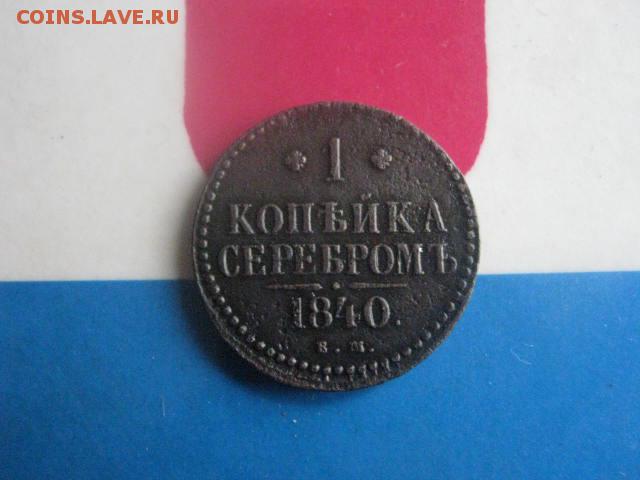 COINS.LAVE.RU
1
КОПѢЙКА
СЕРЕБРОМЪ
1840.
Е. М.